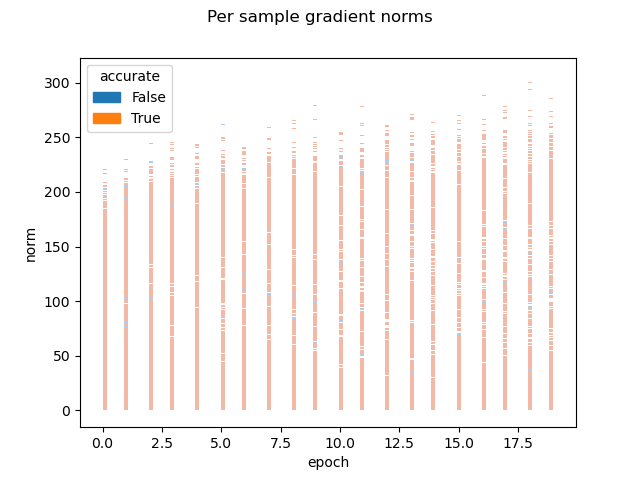 Per sample gradient norms
accurate
False
True
300
250
200
150
100
50
0
norm
0.0 2.5 5.0 7.5 10.0 12.5 15.0 17.5
epoch